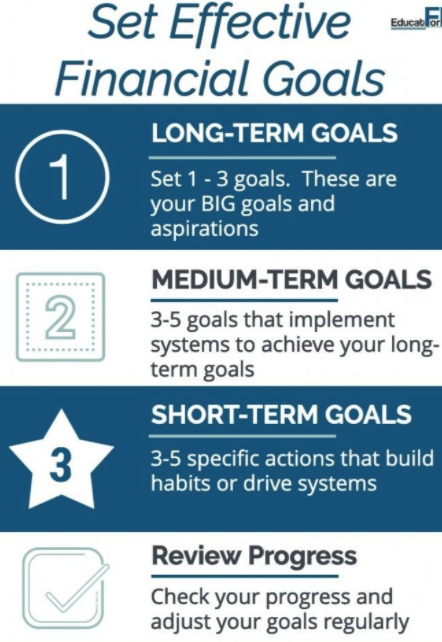 Set Effective
Educat
Financial Goals
1
LONG-TERM GOALS
Set 1 - 3 goals.  These are
your BIG goals and
aspirations
2
MEDIUM-TERM GOALS
3-5 goals that implement
systems to achieve your long-
term goals
3
SHORT-TERM GOALS
3-5 specific actions that build
habits or drive systems
Review Progress
Check your progress and
adjust your goals regularly